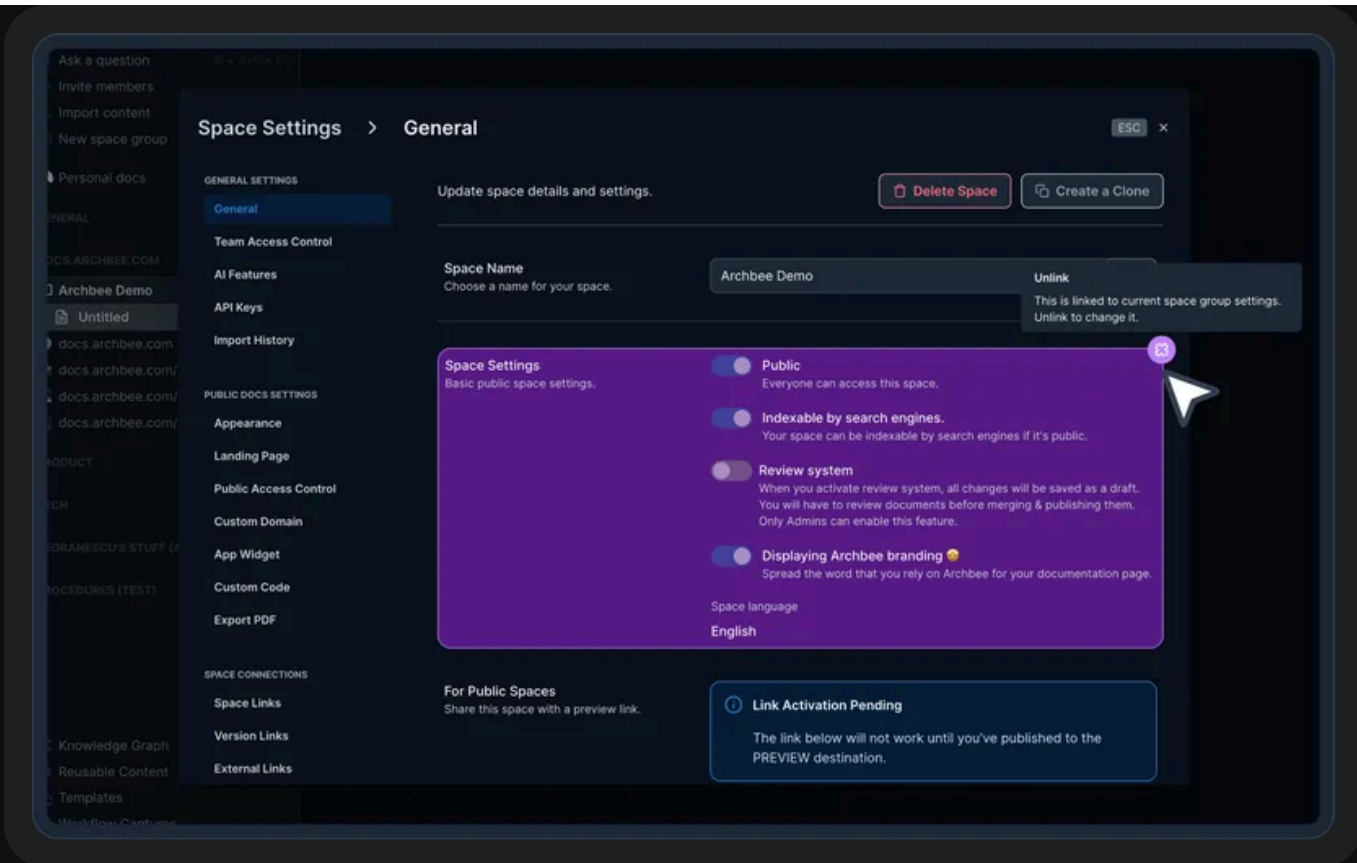 Ask a question
Invite members
Import content
New space group
Personal docs
DOCS.ARCHBEE.COM
Archbee Demo
Untitled
docs.archbee.com
docs.archbee.com/
docs.archbee.com/
docs.archbee.com/
Knowledge Graph
Reusable Content
Templates
Workflow Captures
Space Settings > General
ESC ×
GENERAL SETTINGS
General
Team Access Control
AI Features
API Keys
Import History
PUBLIC DOCS SETTINGS
Appearance
Landing Page
Public Access Control
Custom Domain
App Widget
Custom Code
Export PDF
SPACE CONNECTIONS
Space Links
Version Links
External Links
Update space details and settings.
Delete Space
Create a Clone
Space Name
Choose a name for your space.
Archbee Demo
Unlink
This is linked to current space group settings.
Unlink to change it.
Space Settings
Basic public space settings.
Public
Everyone can access this space.
Indexable by search engines.
Your space can be indexable by search engines if it's public.
Review system
When you activate review system, all changes will be saved as a draft.
You will have to review documents before merging & publishing them.
Only Admins can enable this feature.
Displaying Archbee branding 🤩
Spread the word that you rely on Archbee for your documentation page.
Space language
English
For Public Spaces
Share this space with a preview link.
Link Activation Pending
The link below will not work until you've published to the
PREVIEW destination.